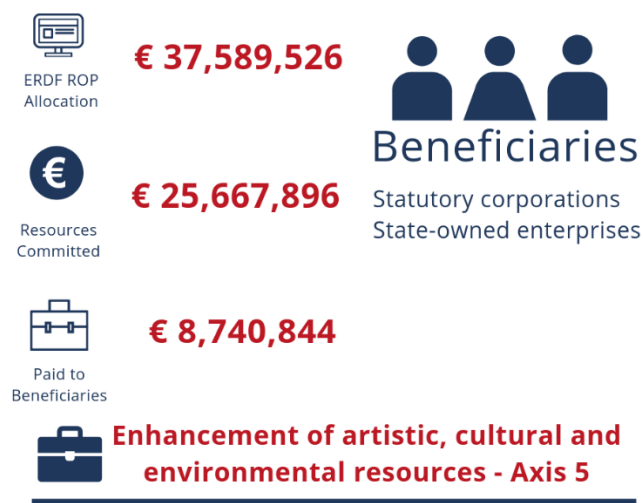 ERDF ROP
Allocation
€ 37,589,526
€
Resources
Committed
€ 25,667,896
Paid to
Beneficiaries
€ 8,740,844
Beneficiaries
Statutory corporations
State-owned enterprises
Enhancement of artistic, cultural and
environmental resources - Axis 5